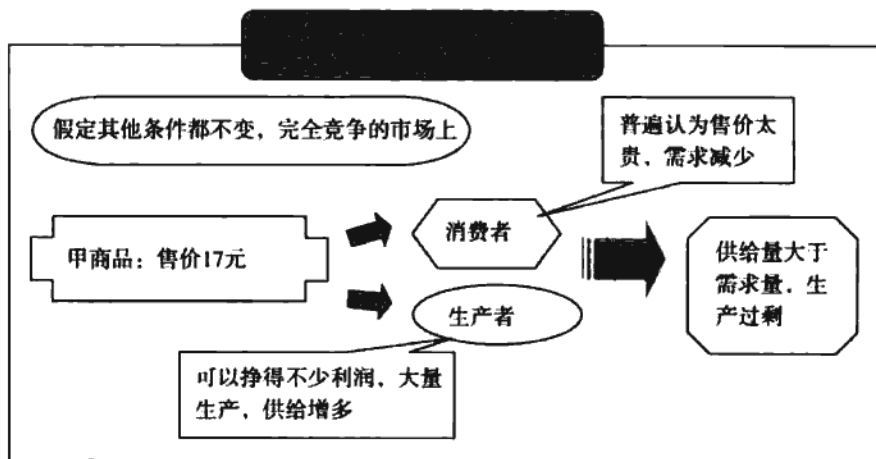 假定其他条件都不变，完全竞争的市场上
普遍认为售价太
贵，需求减少
甲商品：售价17元
消费者
生产者
供给量大于
需求量，生
产过剩
可以挣得不少利润，大量
生产，供给增多